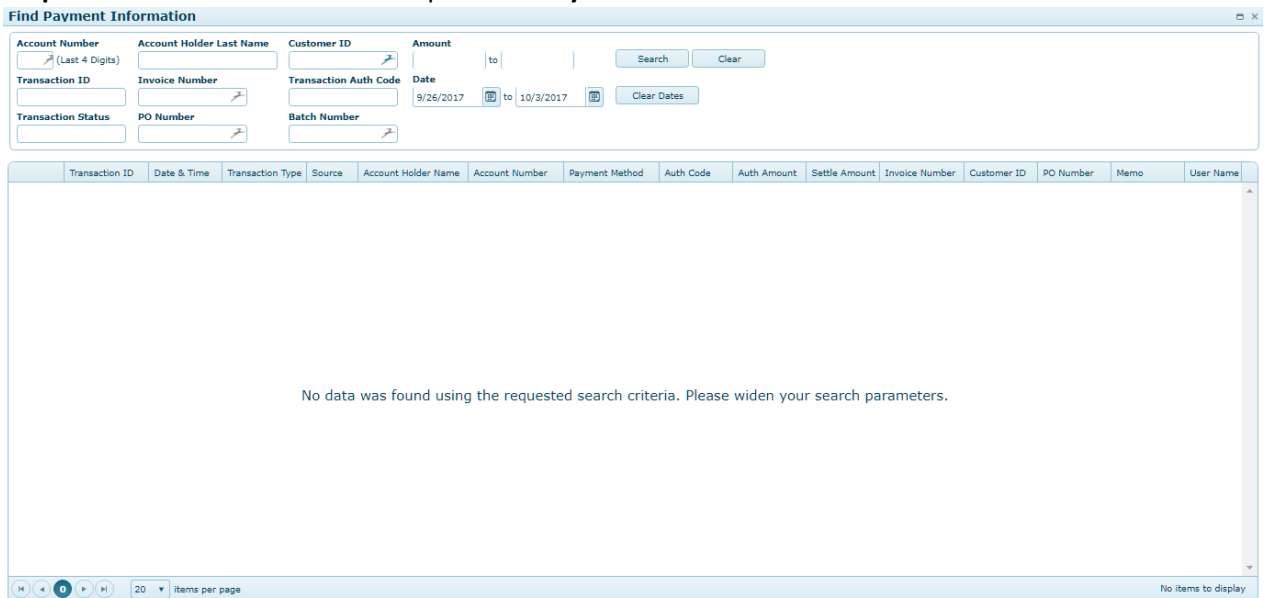 Find Payment Information
Account Number Account Holder Last Name Customer ID Amount
(Last 4 Digits) to Search Clear
Transaction ID Invoice Number Transaction Auth Code Date
9/26/2017 to 10/3/2017 Clear Dates
Transaction Status PO Number Batch Number
Transaction ID Date & Time Transaction Type Source Account Holder Name Account Number Payment Method Auth Code Auth Amount Settle Amount Invoice Number Customer ID PO Number Memo User Name
No data was found using the requested search criteria. Please widen your search parameters.
0 20 items per page No items to display